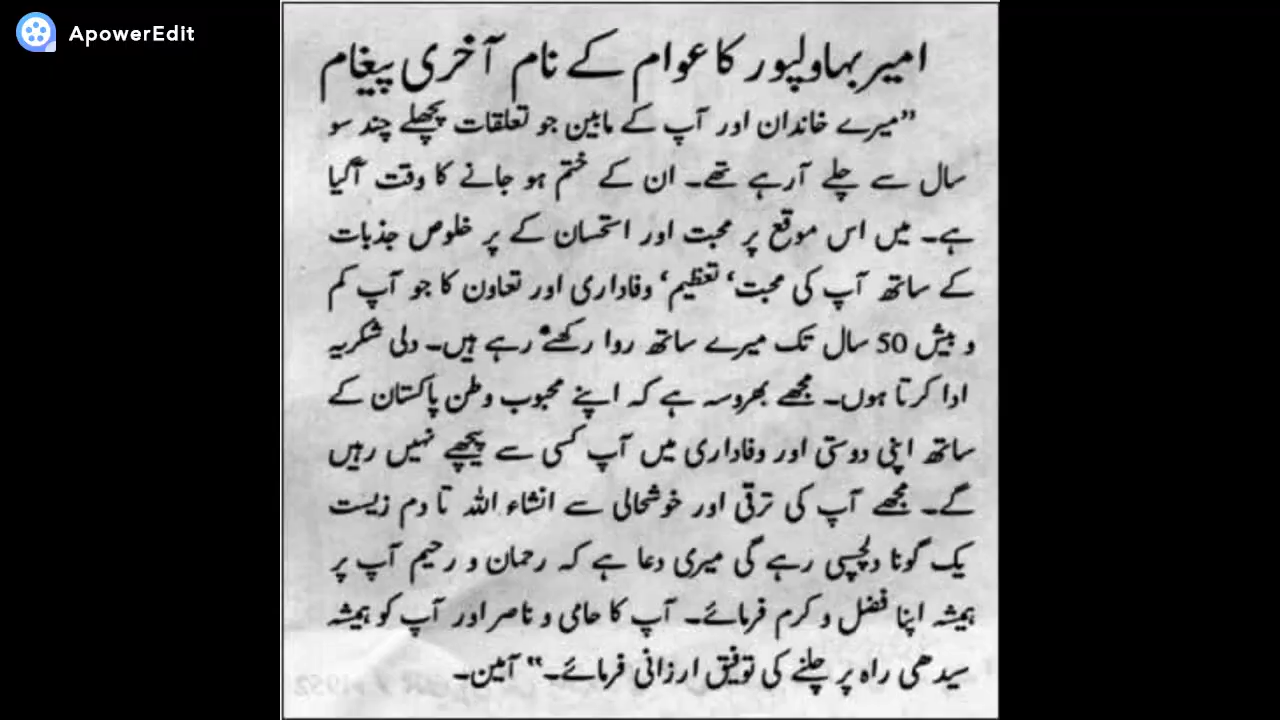 ApowerEdit
امیر بہاولپور کا عوام کے نام آخری پیغام
”میرے خاندان اور آپ کے مابین جو تعلقات پچھلے چند سو
سال سے چلے آرہے تھے۔ ان کے ختم ہو جانے کا وقت آگیا
ہے۔ میں اس موقع پر محبت اور استحسان کے پر خلوص جذبات
کے ساتھ آپ کی محبت‘ تعظیم‘ وفاداری اور تعاون کا جو آپ کم
و بیش 50 سال تک میرے ساتھ روا رکھے رہے ہیں۔ دلی شکریہ
ادا کرتا ہوں۔ مجھے بھروسہ ہے کہ اپنے محبوب وطن پاکستان کے
ساتھ اپنی دوستی اور وفاداری میں آپ کسی سے پیچھے نہیں رہیں
گے۔ مجھے آپ کی ترقی اور خوشحالی سے انشاء اللہ تا دم زیست
یک گونا دلچسپی رہے گی میری دعا ہے کہ رحمان و رحیم آپ پر
ہمیشہ اپنا فضل و کرم فرمائے۔ آپ کا حامی و ناصر اور آپ کو ہمیشہ
سیدھی راہ پر چلنے کی توفیق ارزانی فرمائے۔“ آمین۔